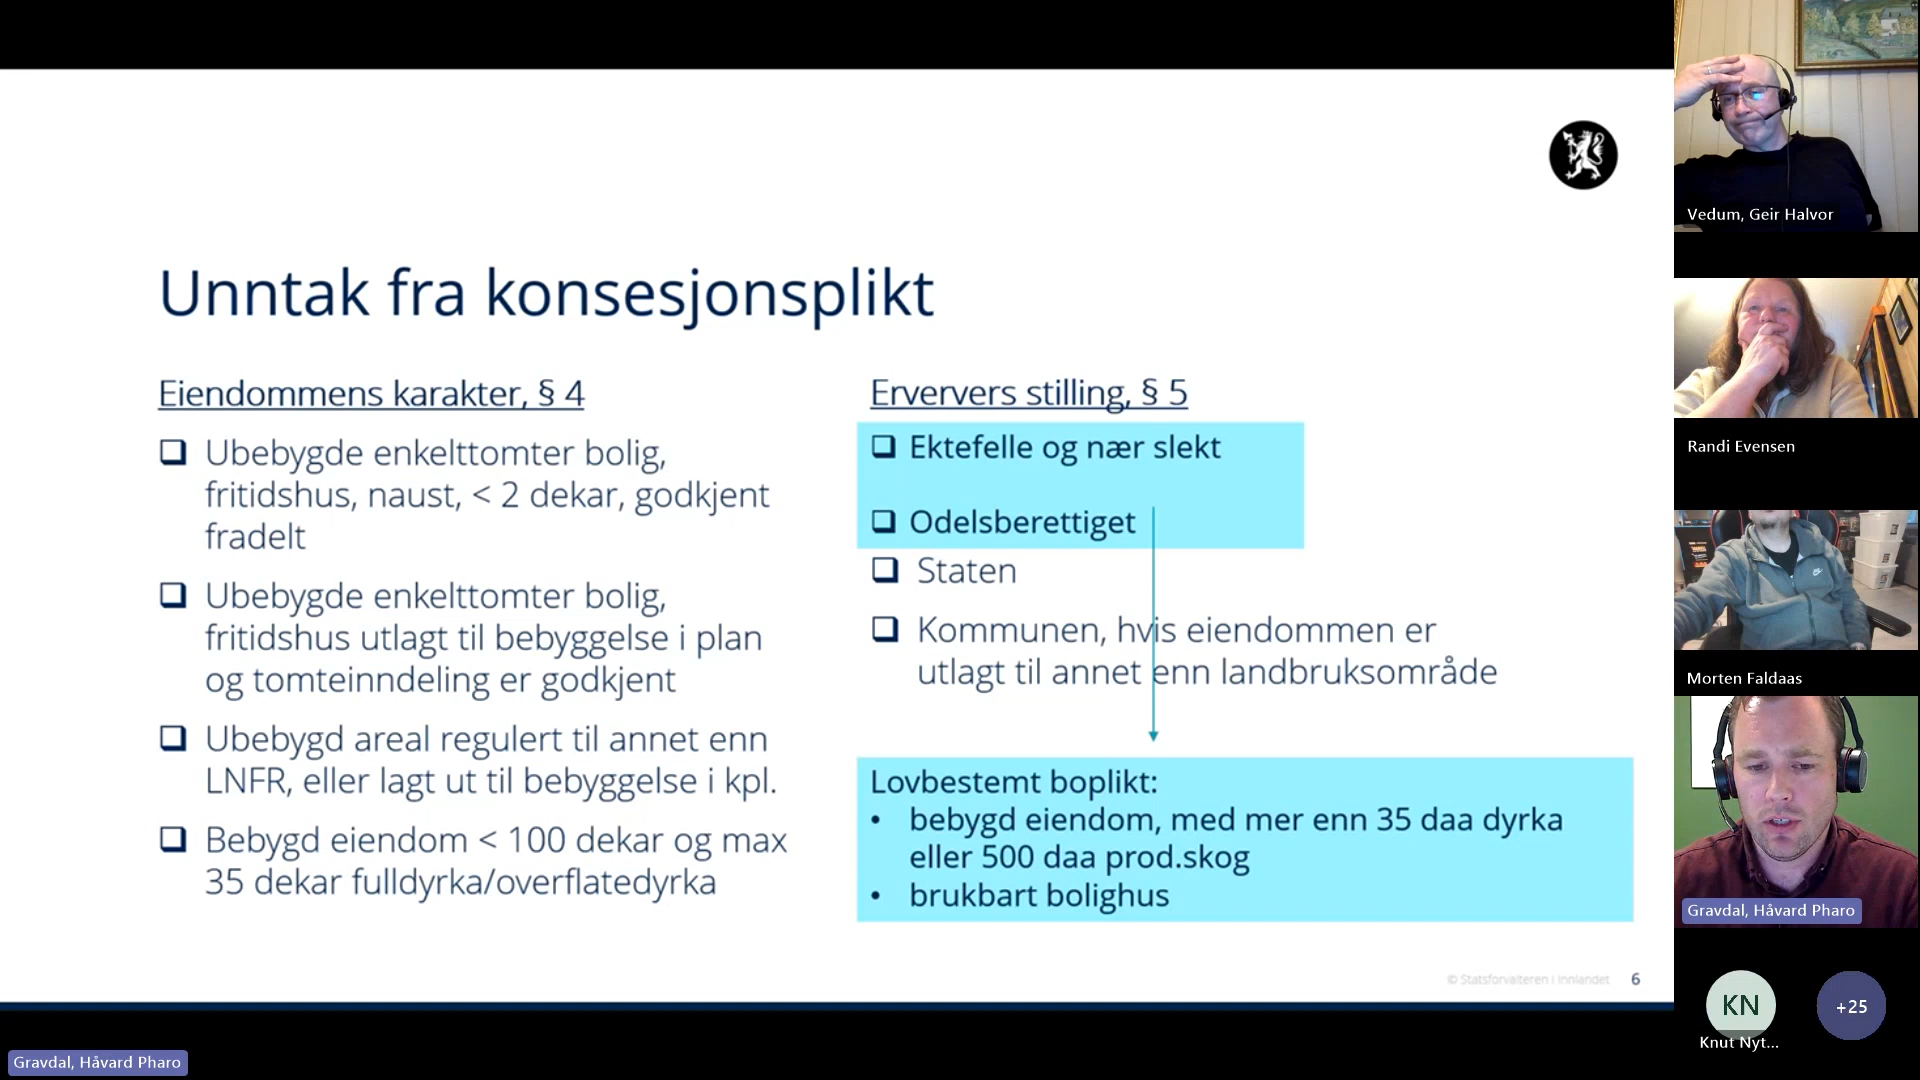 Unntak fra konsesjonsplikt
Eiendommens karakter, § 4
❑ Ubebygde enkelttomter bolig,
fritidshus, naust, < 2 dekar, godkjent
fradelt
❑ Ubebygde enkelttomter bolig,
fritidshus utlagt til bebyggelse i plan
og tomteinndeling er godkjent
❑ Ubebygd areal regulert til annet enn
LNFR, eller lagt ut til bebyggelse i kpl.
❑ Bebygd eiendom < 100 dekar og max
35 dekar fulldyrka/overflatedyrka
Erververs stilling, § 5
❑ Ektefelle og nær slekt
❑ Odelsberettiget
❑ Staten
❑ Kommunen, hvis eiendommen er
utlagt til annet enn landbruksområde
Lovbestemt boplikt:
• bebygd eiendom, med mer enn 35 daa dyrka
eller 500 daa prod.skog
• brukbart bolighus
© Statsforvalteren i Innlandet 6
Gravdal, Håvard Pharo
Vedum, Geir Halvor
Randi Evensen
Morten Faldaas
Gravdal, Håvard Pharo
KN
+25
Knut Nyt...